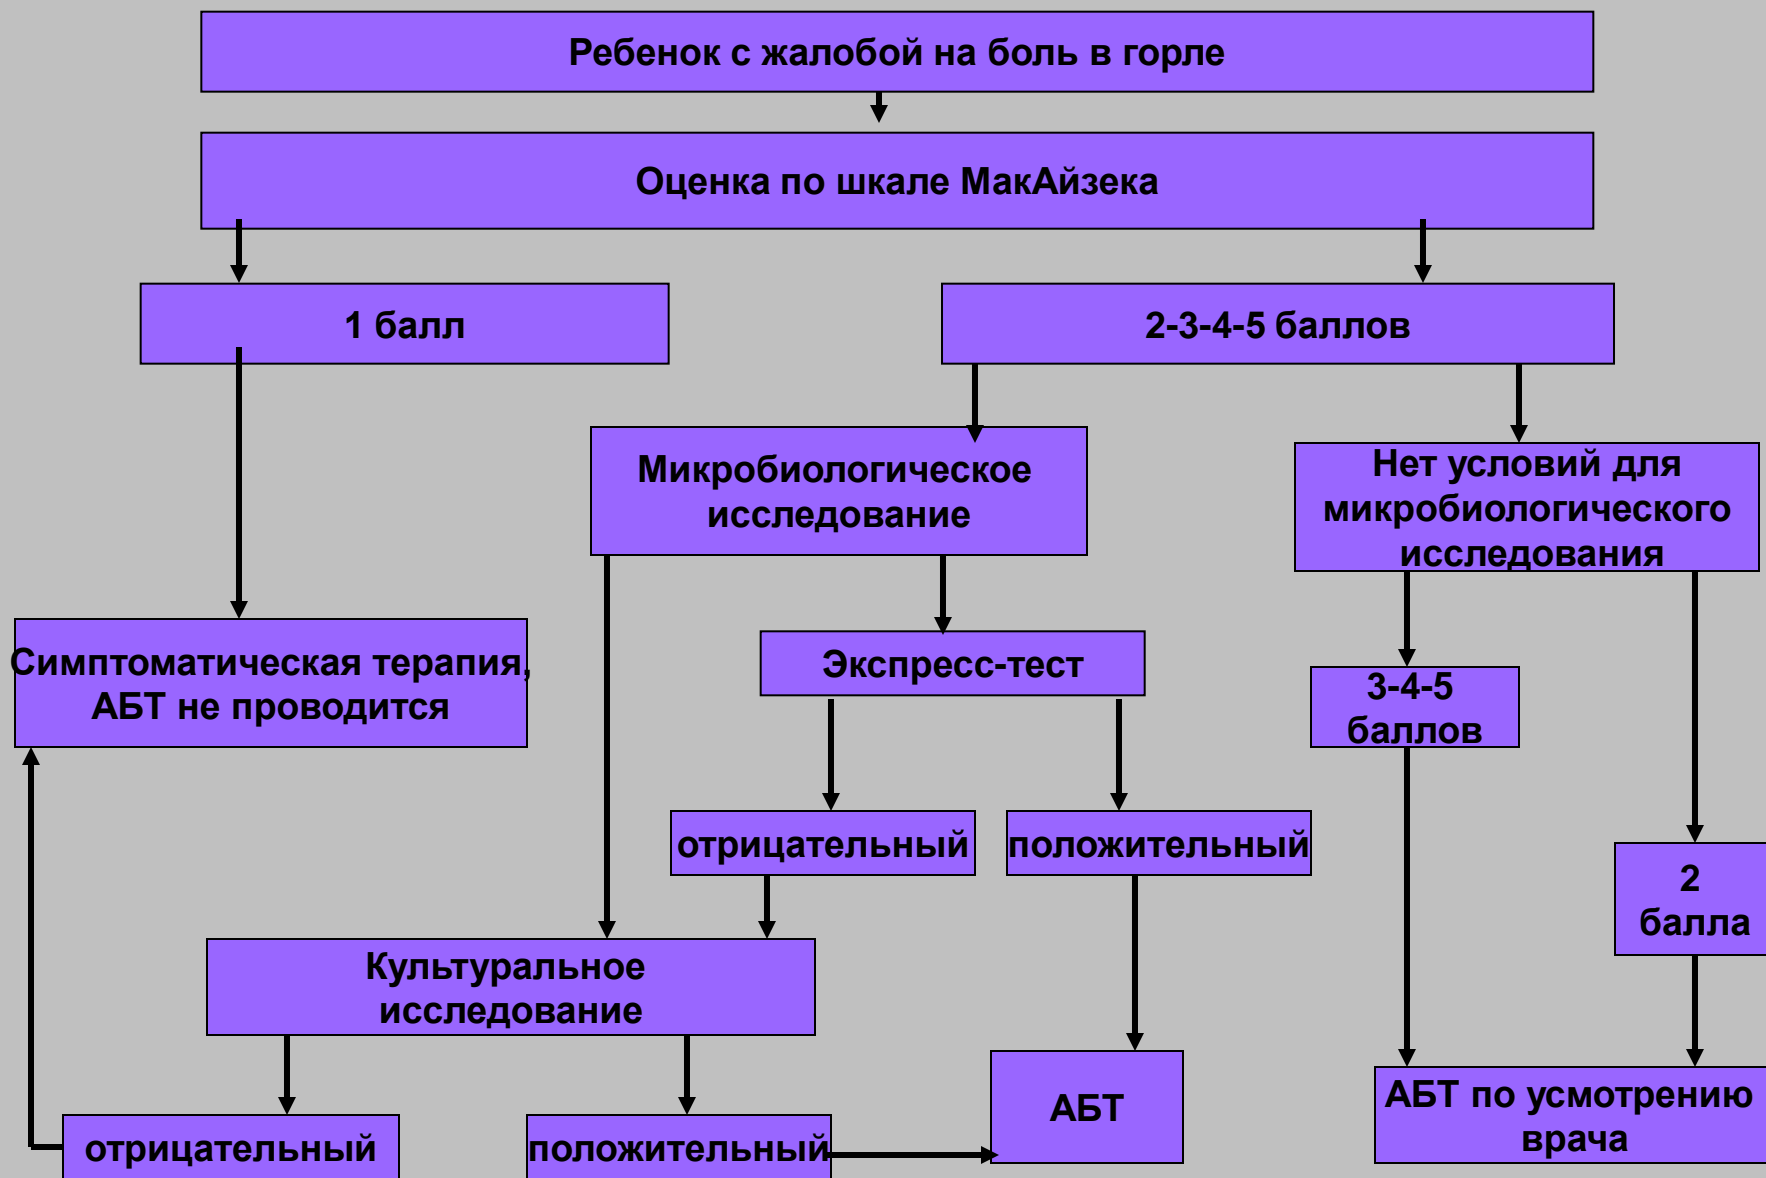 Ребенок с жалобой на боль в горле
Оценка по шкале МакАйзека
1 балл
2-3-4-5 баллов
Микробиологическое
исследование
Нет условий для
микробиологического
исследования
Симптоматическая терапия,
АБТ не проводится
Экспресс-тест
3-4-5
баллов
отрицательный
положительный
2
балла
Культуральное
исследование
АБТ
АБТ по усмотрению
врача
отрицательный
положительный